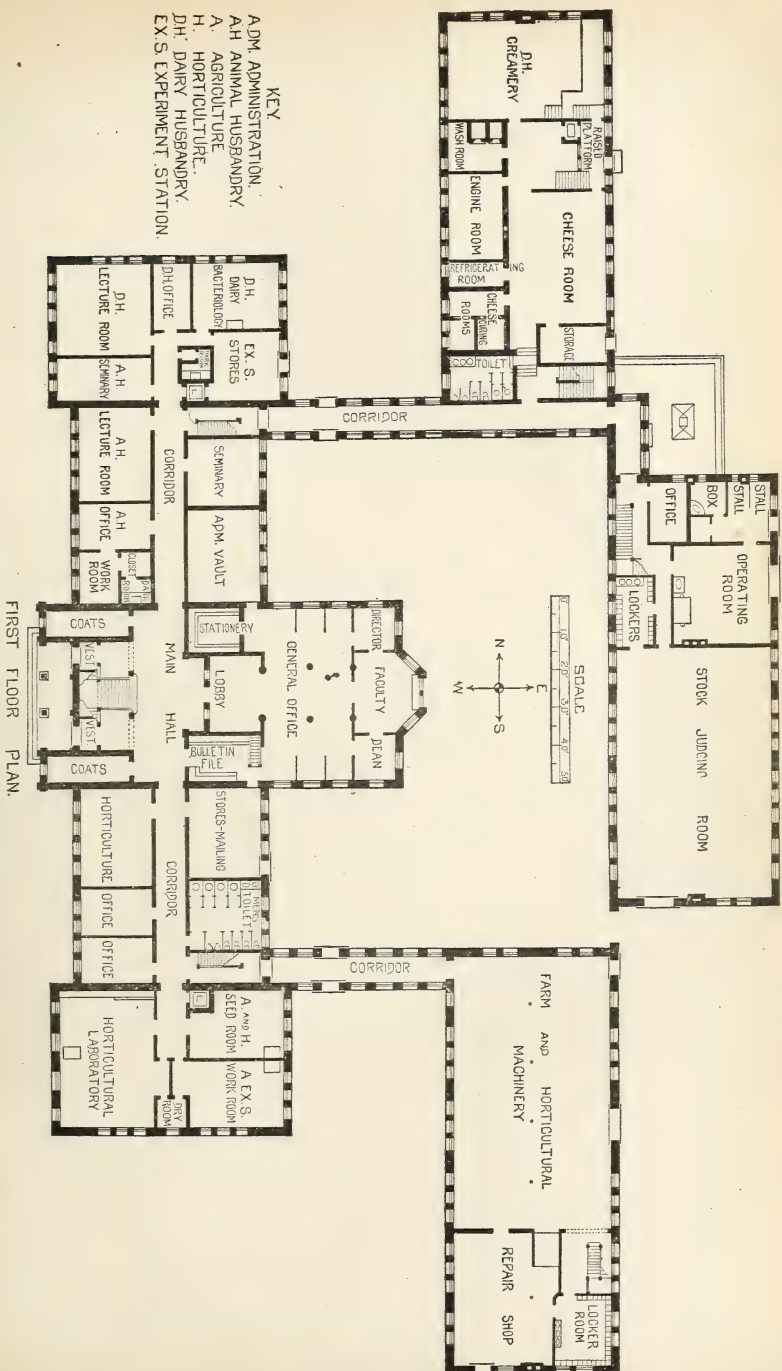 KEY.
ADM. ADMINISTRATION.
A.H ANIMAL HUSBANDRY.
A. AGRICULTURE
H. HORTICULTURE.
D.H. DAIRY HUSBANDRY.
EX.S. EXPERIMENT STATION.
D.H.
CREAMERY
RAISED
PLATFORM
WASH ROOM
ENGINE ROOM
CHEESE ROOM
REFRIGERATING
ROOM
CHEESE
CURING
ROOMS
STORAGE
TOILET
CORRIDOR
STALL
STALL
BOX
OFFICE
OPERATING
ROOM
LOCKERS
STOCK JUDGING
ROOM
SCALE
0 10 20 30 40 50
N
W
E
S
D.H.
LECTURE ROOM
D.H. OFFICE
D.H.
DAIRY
BACTERIOLOGY
EX. S.
STORES
A.H
SEMINARY
A.H.
LECTURE ROOM
CORRIDOR
SEMINARY
ADM. VAULT
A.H
OFFICE
WORK
ROOM
CLOSET
DARK
ROOM
STATIONERY
DIRECTOR
FACULTY
DEAN
GENERAL OFFICE
LOBBY
BULLETIN
FILE
MAIN HALL
COATS
VEST
VEST
COATS
STORES-MAILING
MENS
TOILET
HORTICULTURE
OFFICE
OFFICE
CORRIDOR
CORRIDOR
A. AND H.
SEED ROOM
A EX.S.
WORK ROOM
DRY
ROOM
HORTICULTURAL
LABORATORY
FARM AND HORTICULTURAL
MACHINERY
REPAIR SHOP
LOCKER
ROOM
FIRST FLOOR PLAN.